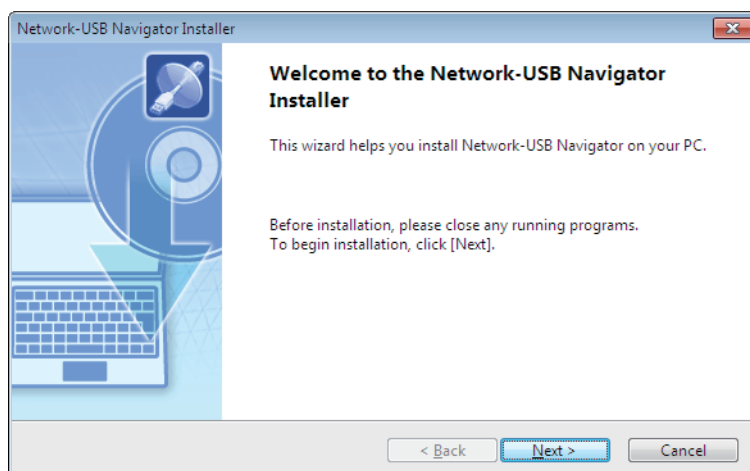 Network-USB Navigator Installer
Welcome to the Network-USB Navigator
Installer
This wizard helps you install Network-USB Navigator on your PC.
Before installation, please close any running programs.
To begin installation, click [Next].
< Back
Next >
Cancel